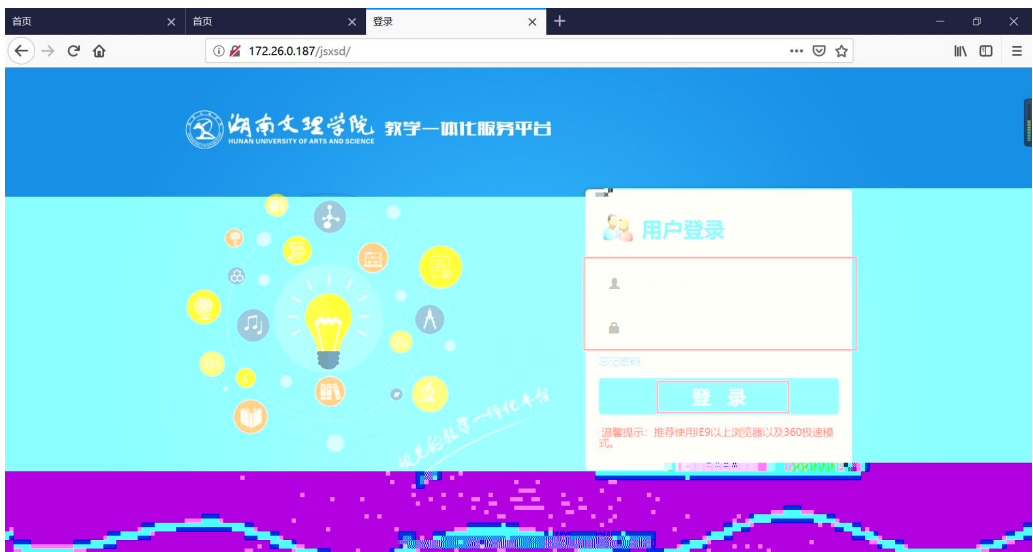 首页
首页
登录
172.26.0.187/jsxsd/
湖南文理学院 教学一体化服务平台
HUNAN UNIVERSITY OF ARTS AND SCIENCE
用户登录
忘记密码
登 录
温馨提示：推荐使用IE9以上浏览器以及360极速模
式。